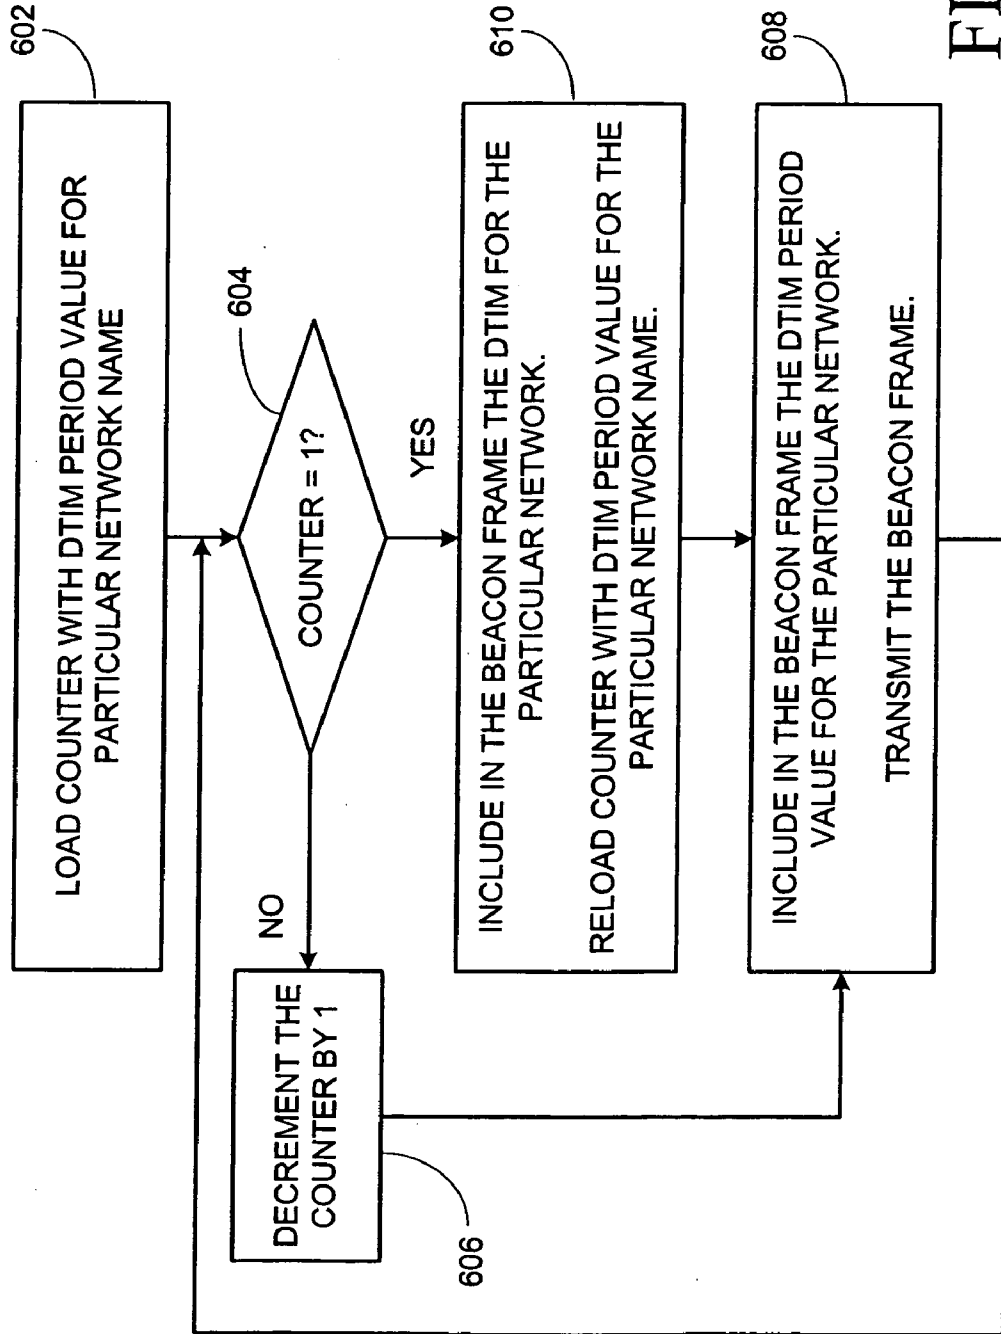 602
LOAD COUNTER WITH DTIM PERIOD VALUE FOR
PARTICULAR NETWORK NAME
604
COUNTER = 1?
NO
YES
DECREMENT THE
COUNTER BY 1
606
610
INCLUDE IN THE BEACON FRAME THE DTIM FOR THE
PARTICULAR NETWORK.
RELOAD COUNTER WITH DTIM PERIOD VALUE FOR THE
PARTICULAR NETWORK NAME.
608
INCLUDE IN THE BEACON FRAME THE DTIM PERIOD
VALUE FOR THE PARTICULAR NETWORK.
TRANSMIT THE BEACON FRAME.